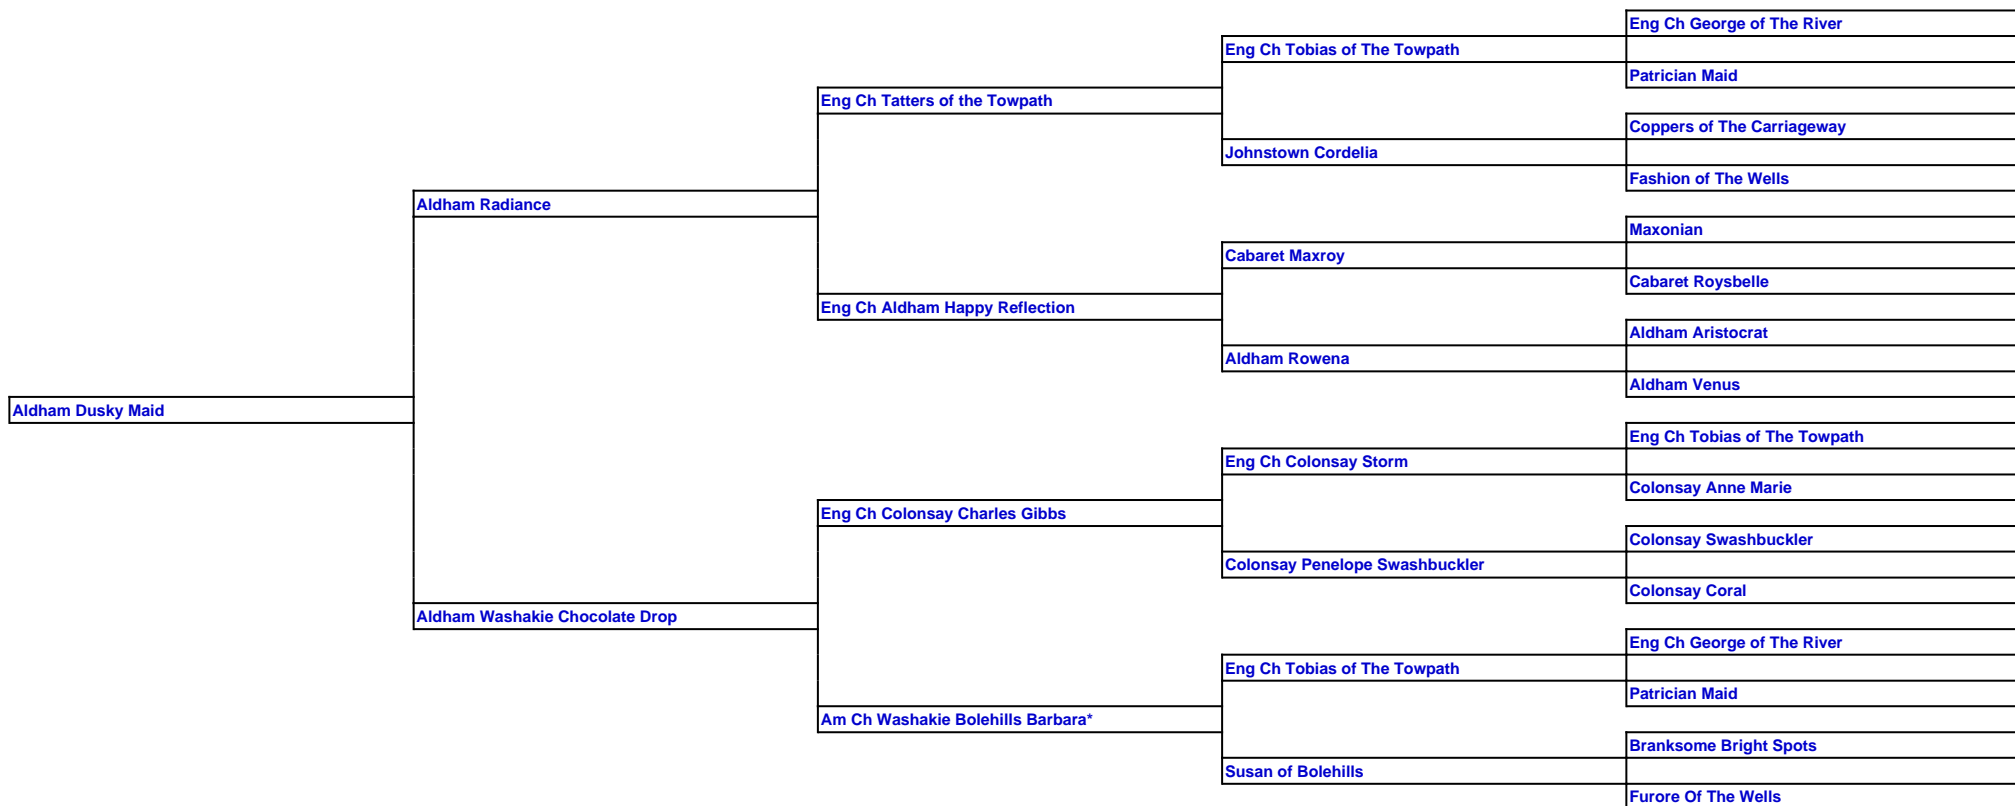 Eng Ch George of The River
Eng Ch Tobias of The Towpath
Patrician Maid
Eng Ch Tatters of the Towpath
Coppers of The Carriageway
Johnstown Cordelia
Fashion of The Wells
Aldham Radiance
Maxonian
Cabaret Maxroy
Cabaret Roysbelle
Eng Ch Aldham Happy Reflection
Aldham Aristocrat
Aldham Rowena
Aldham Venus
Aldham Dusky Maid
Eng Ch Tobias of The Towpath
Eng Ch Colonsay Storm
Colonsay Anne Marie
Eng Ch Colonsay Charles Gibbs
Colonsay Swashbuckler
Colonsay Penelope Swashbuckler
Colonsay Coral
Aldham Washakie Chocolate Drop
Eng Ch George of The River
Eng Ch Tobias of The Towpath
Patrician Maid
Am Ch Washakie Bolehills Barbara*
Branksome Bright Spots
Susan of Bolehills
Furore Of The Wells